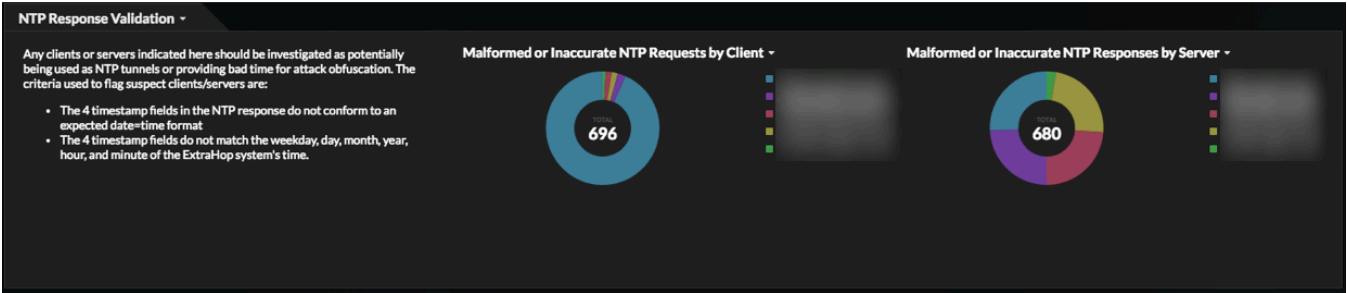 NTP Response Validation
Any clients or servers indicated here should be investigated as potentially
being used as NTP tunnels or providing bad time for attack obfuscation. The
criteria used to flag suspect clients/servers are:
• The 4 timestamp fields in the NTP response do not conform to an
expected date=time format
• The 4 timestamp fields do not match the weekday, day, month, year,
hour, and minute of the ExtraHop system's time.
Malformed or Inaccurate NTP Requests by Client
TOTAL
696
Malformed or Inaccurate NTP Responses by Server
TOTAL
680